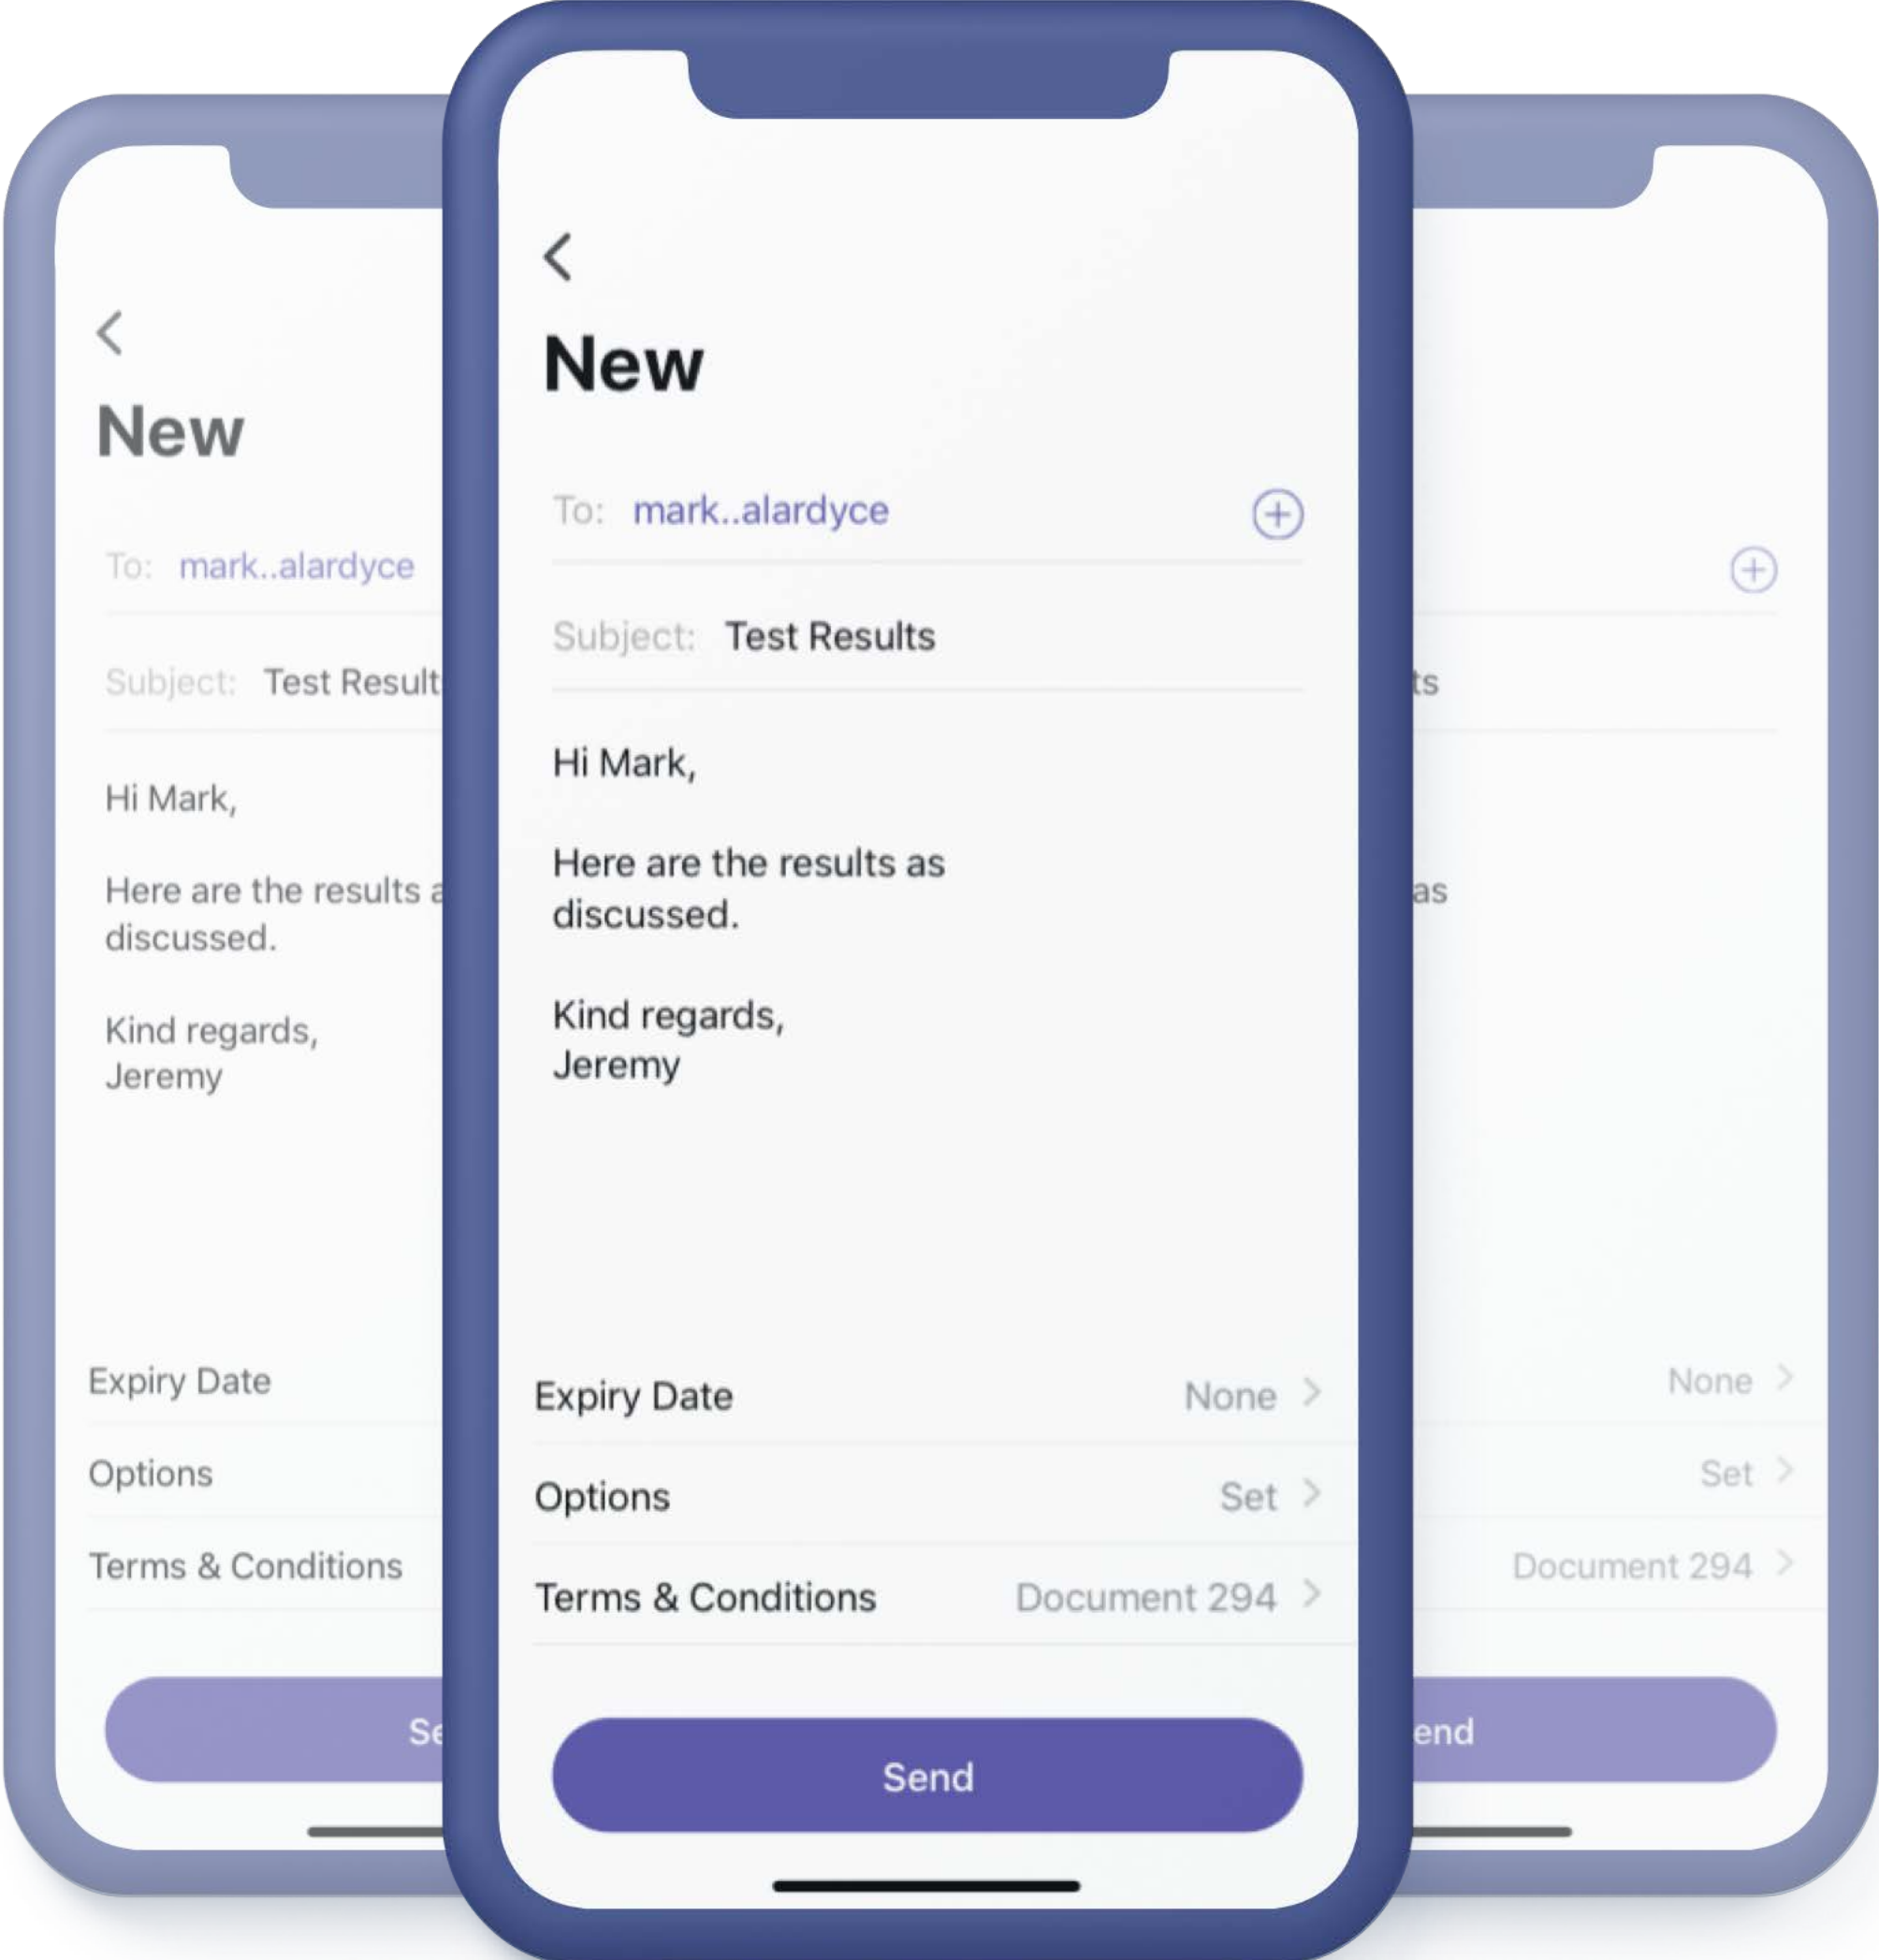 New
To: mark..alardyce
Subject: Test Results
Hi Mark,
Here are the results as
discussed.
Kind regards,
Jeremy
Expiry Date None
Options Set
Terms & Conditions Document 294
Send
New
To: mark..alardyce
Subject: Test Result
Hi Mark,
Here are the results a
discussed.
Kind regards,
Jeremy
Expiry Date
Options
Terms & Conditions
Se
ts
as
None
Set
Document 294
end